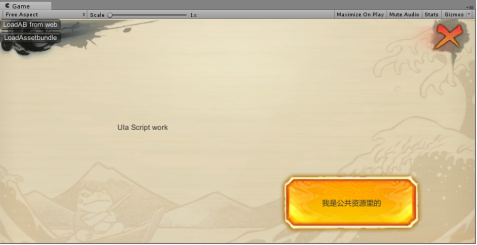 Game
Free Aspect
Scale
1x
Maximize On Play
Mute Audio
Stats
Gizmos
LoadAB from web
LoadAssetbundle
Ula Script work
我是公共资源里的